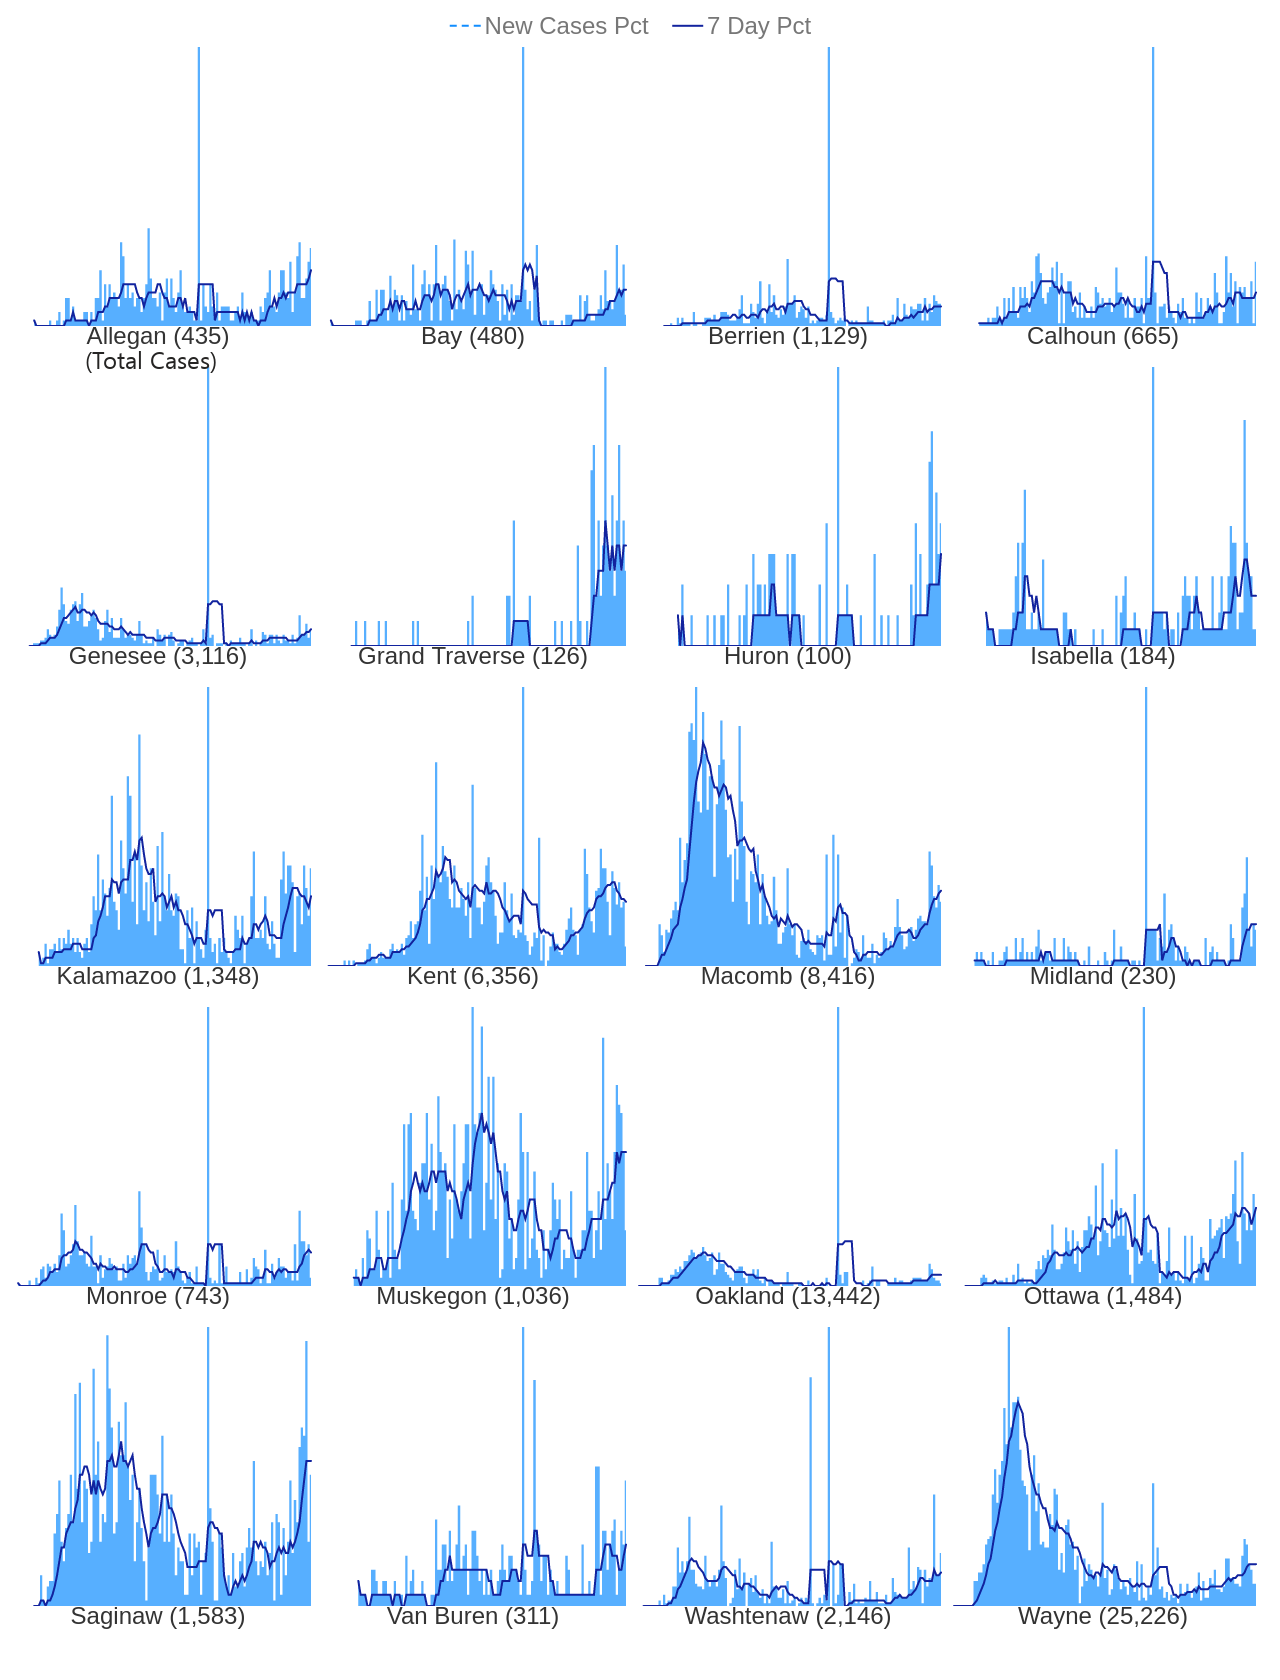 New Cases Pct 7 Day Pct
Allegan (435) Bay (480) Berrien (1,129) Calhoun (665)
(Total Cases)
Genesee (3,116) Grand Traverse (126) Huron (100) Isabella (184)
Kalamazoo (1,348) Kent (6,356) Macomb (8,416) Midland (230)
Monroe (743) Muskegon (1,036) Oakland (13,442) Ottawa (1,484)
Saginaw (1,583) Van Buren (311) Washtenaw (2,146) Wayne (25,226)